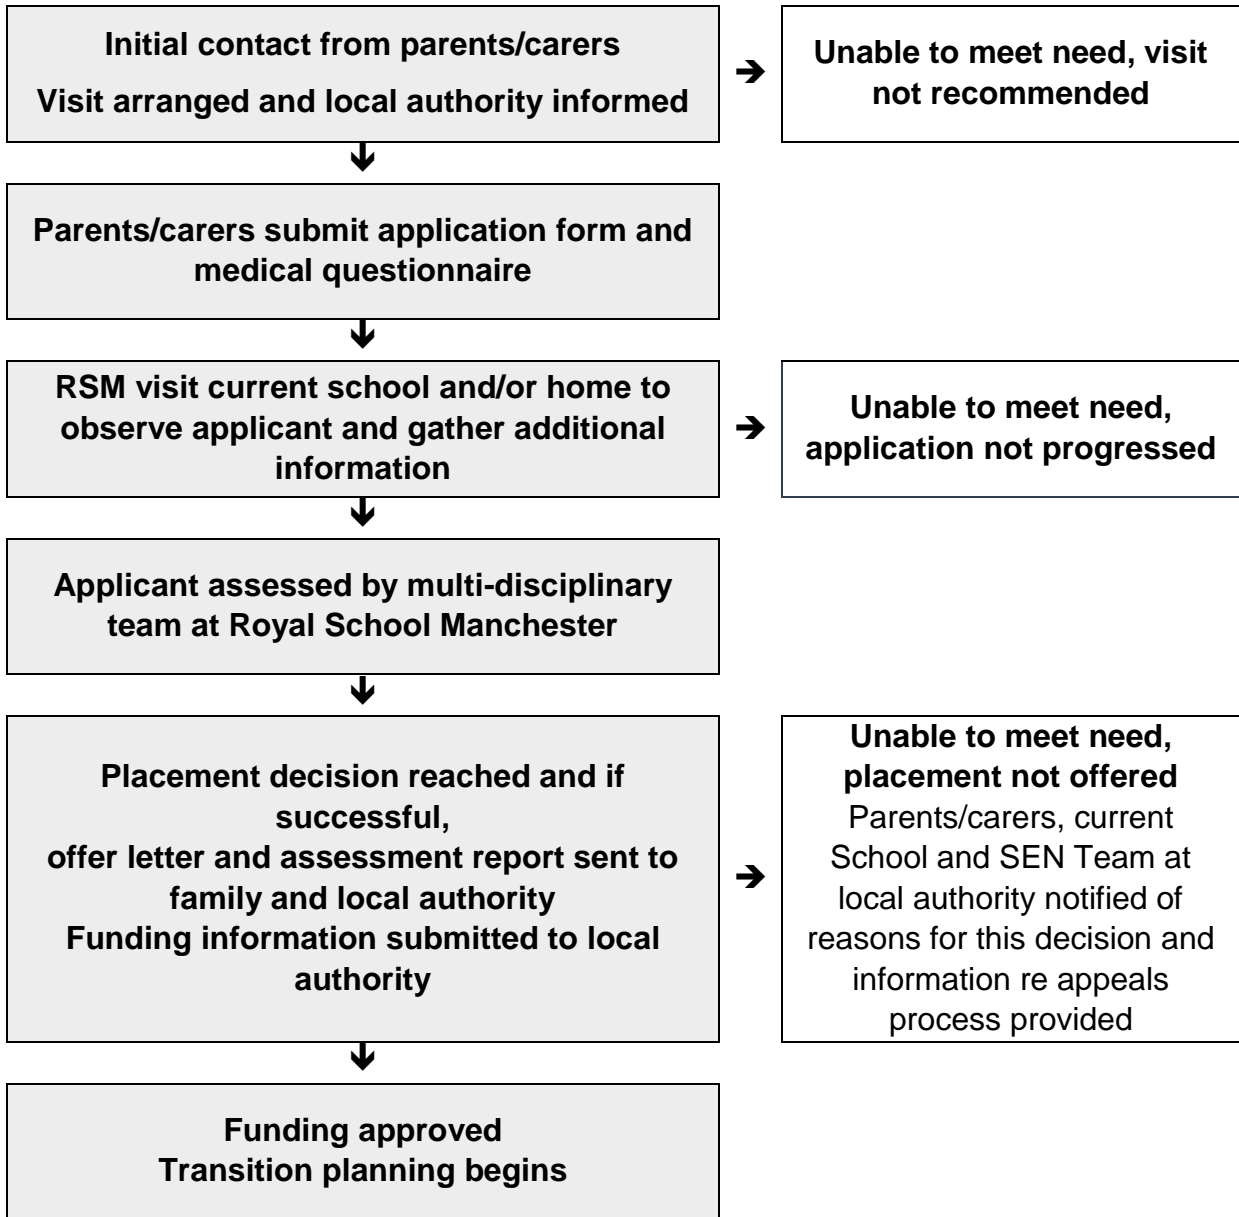 Initial contact from parents/carers
Visit arranged and local authority informed
Unable to meet need, visit
not recommended
Parents/carers submit application form and
medical questionnaire
RSM visit current school and/or home to
observe applicant and gather additional
information
Unable to meet need,
application not progressed
Applicant assessed by multi-disciplinary
team at Royal School Manchester
Placement decision reached and if
successful,
offer letter and assessment report sent to
family and local authority
Funding information submitted to local
authority
Unable to meet need,
placement not offered
Parents/carers, current
School and SEN Team at
local authority notified of
reasons for this decision and
information re appeals
process provided
Funding approved
Transition planning begins